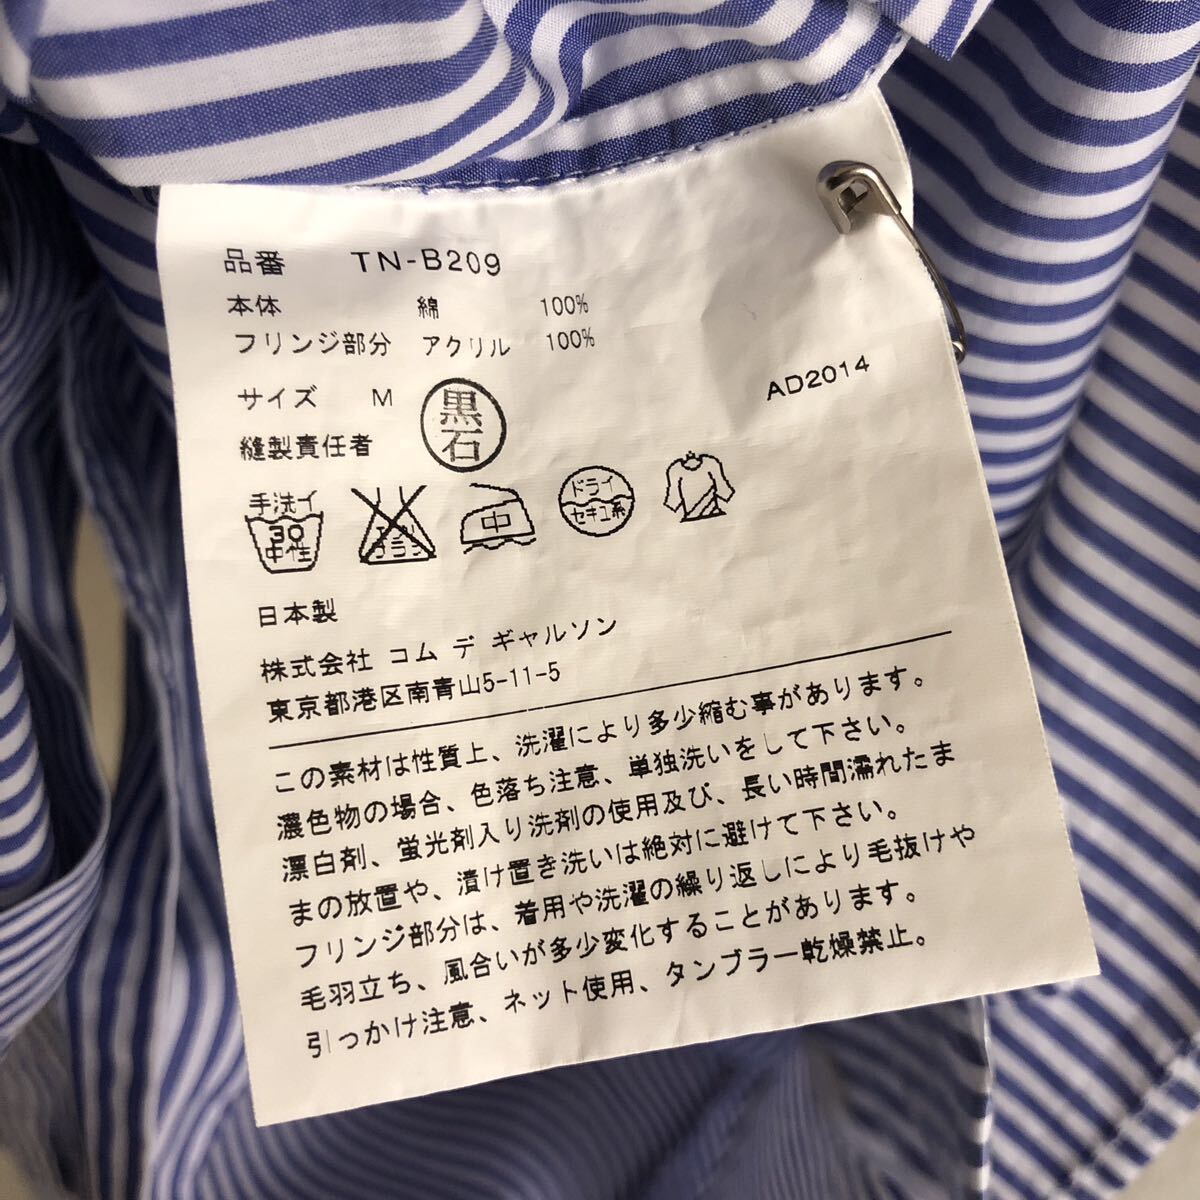 品番 TN-B209
本体 綿 100%
フリンジ部分 アクリル 100%
AD2014
サイズ M
黒石
縫製責任者
手洗イ
30
中性
エンソ
サラシ
中
ドライ
セキユ系
日本製
株式会社 コム デ ギャルソン
東京都港区南青山5-11-5
この素材は性質上、洗濯により多少縮む事があります。
濃色物の場合、色落ち注意、単独洗いをして下さい。
漂白剤、蛍光剤入り洗剤の使用及び、長い時間濡れたま
まの放置や、漬け置き洗いは絶対に避けて下さい。
フリンジ部分は、着用や洗濯の繰り返しにより毛抜けや
毛羽立ち、風合いが多少変化することがあります。
引っかけ注意、ネット使用、タンブラー乾燥禁止。